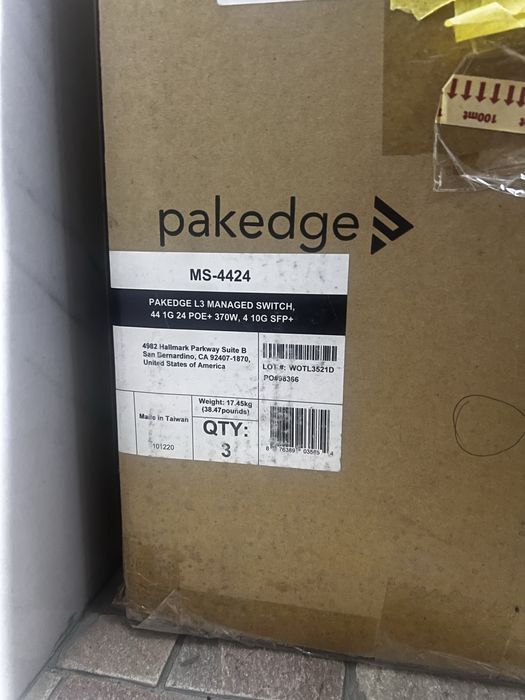 100mt
pakedge
MS-4424
PAKEDGE L3 MANAGED SWITCH,
44 1G 24 POE+ 370W, 4 10G SFP+
4982 Hallmark Parkway Suite B
San Bernardino, CA 92407-1870,
United States of America
LOT #: WOTL3521D
PO#98366
Made in Taiwan
101220
Weight: 17.45kg
(38.47pounds)
QTY:
3